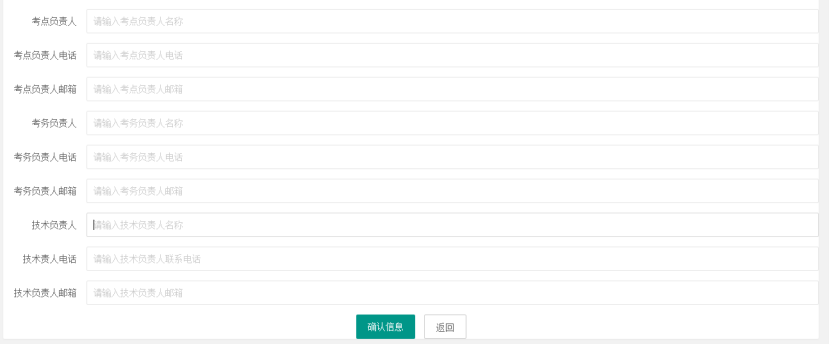 考点负责人 请输入考点负责人名称
考点负责人电话 请输入考点负责人电话
考点负责人邮箱 请输入考点负责人邮箱
考务负责人 请输入考务负责人名称
考务负责人电话 请输入考务负责人电话
考务负责人邮箱 请输入考务负责人邮箱
技术负责人 请输入技术负责人名称
技术责人电话 请输入技术负责人联系电话
技术负责人邮箱 请输入技术负责人邮箱
确认信息 返回